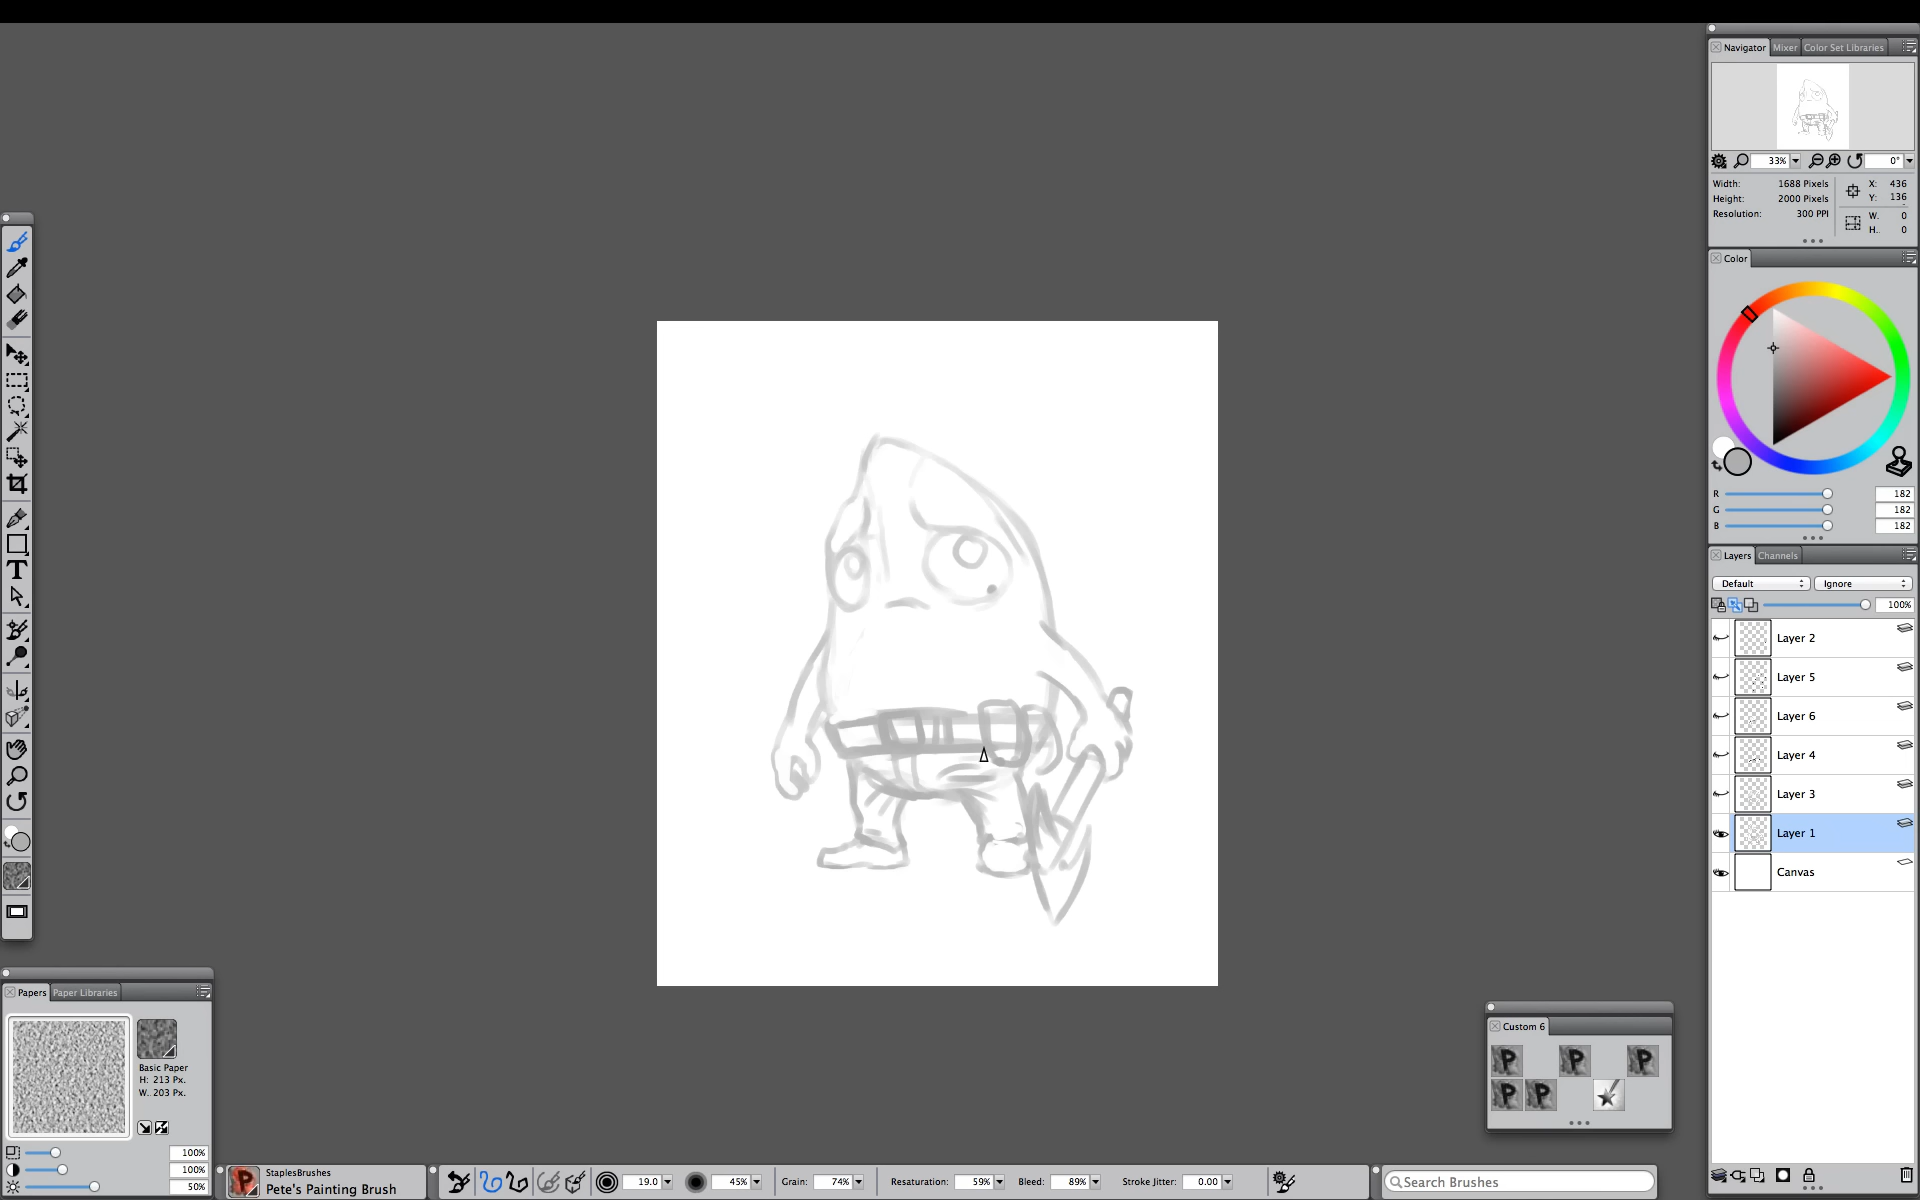 Navigator Mixer Color Set Libraries
33% 0°
Width: 1688 Pixels X: 436
Height: 2000 Pixels Y: 136
Resolution: 300 PPI W. 0
H.. 0
Color
R 182
G 182
B 182
Layers Channels
Default Ignore
100%
Layer 2
Layer 5
Layer 6
Layer 4
Layer 3
Layer 1
Canvas
T
Papers Paper Libraries
Basic Paper
H: 213 Px.
W.. 203 Px.
100%
100%
50%
Custom 6
P P P
P P
P
StaplesBrushes
Pete's Painting Brush
19.0 45% Grain: 74% Resaturation: 59% Bleed: 89% Stroke Jitter: 0.00
Search Brushes